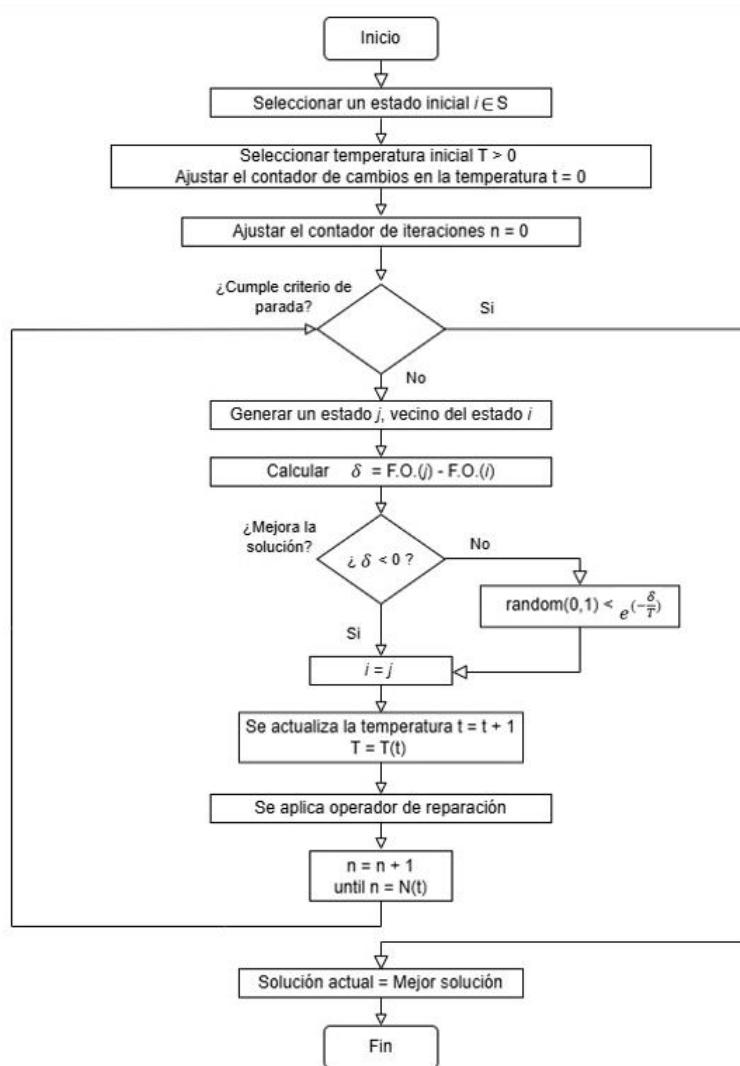 Inicio
Seleccionar un estado inicial i ∈ S
Seleccionar temperatura inicial T > 0
Ajustar el contador de cambios en la temperatura t = 0
Ajustar el contador de iteraciones n = 0
¿Cumple criterio de
parada?
Si
No
Generar un estado j, vecino del estado i
Calcular δ = F.O.(j) - F.O.(i)
¿Mejora la
solución?
¿ δ < 0 ?
No
random(0,1) < e^(-δ/T)
Si
i = j
Se actualiza la temperatura t = t + 1
T = T(t)
Se aplica operador de reparación
n = n + 1
until n = N(t)
Solución actual = Mejor solución
Fin